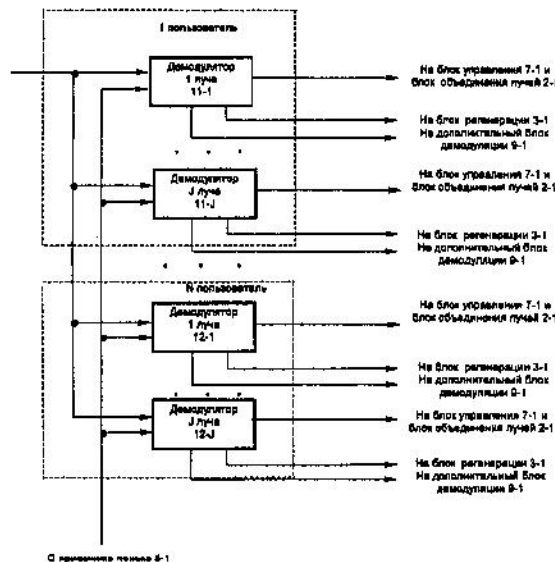 I пользователь
Демодулятор
1 луча
11-1
На блок управления 7-1 и
блок объединения лучей 2-1
На блок регенерации 3-1
На дополнительный блок
демодуляции 9-1
Демодулятор
J луча
11-J
На блок управления 7-1 и
блок объединения лучей 2-1
На блок регенерации 3-1
На дополнительный блок
демодуляции 9-1
N пользователь
Демодулятор
1 луча
12-1
На блок управления 7-1 и
блок объединения лучей 2-1
На блок регенерации 3-1
На дополнительный блок
демодуляции 9-1
Демодулятор
J луча
12-J
На блок управления 7-1 и
блок объединения лучей 2-1
На блок регенерации 3-1
На дополнительный блок
демодуляции 9-1
С